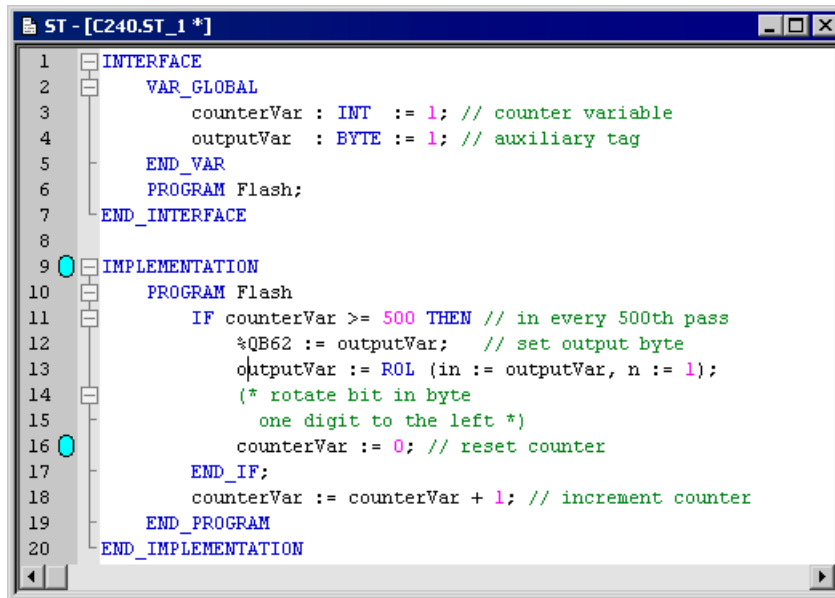 ST - [C240.ST_1 *]
1 INTERFACE
2 VAR_GLOBAL
3 counterVar : INT := 1; // counter variable
4 outputVar : BYTE := 1; // auxiliary tag
5 END_VAR
6 PROGRAM Flash;
7 END_INTERFACE
8
9 IMPLEMENTATION
10 PROGRAM Flash
11 IF counterVar >= 500 THEN // in every 500th pass
12 %QB62 := outputVar; // set output byte
13 outputVar := ROL (in := outputVar, n := 1);
14 (* rotate bit in byte
15 one digit to the left *)
16 counterVar := 0; // reset counter
17 END_IF;
18 counterVar := counterVar + 1; // increment counter
19 END_PROGRAM
20 END_IMPLEMENTATION